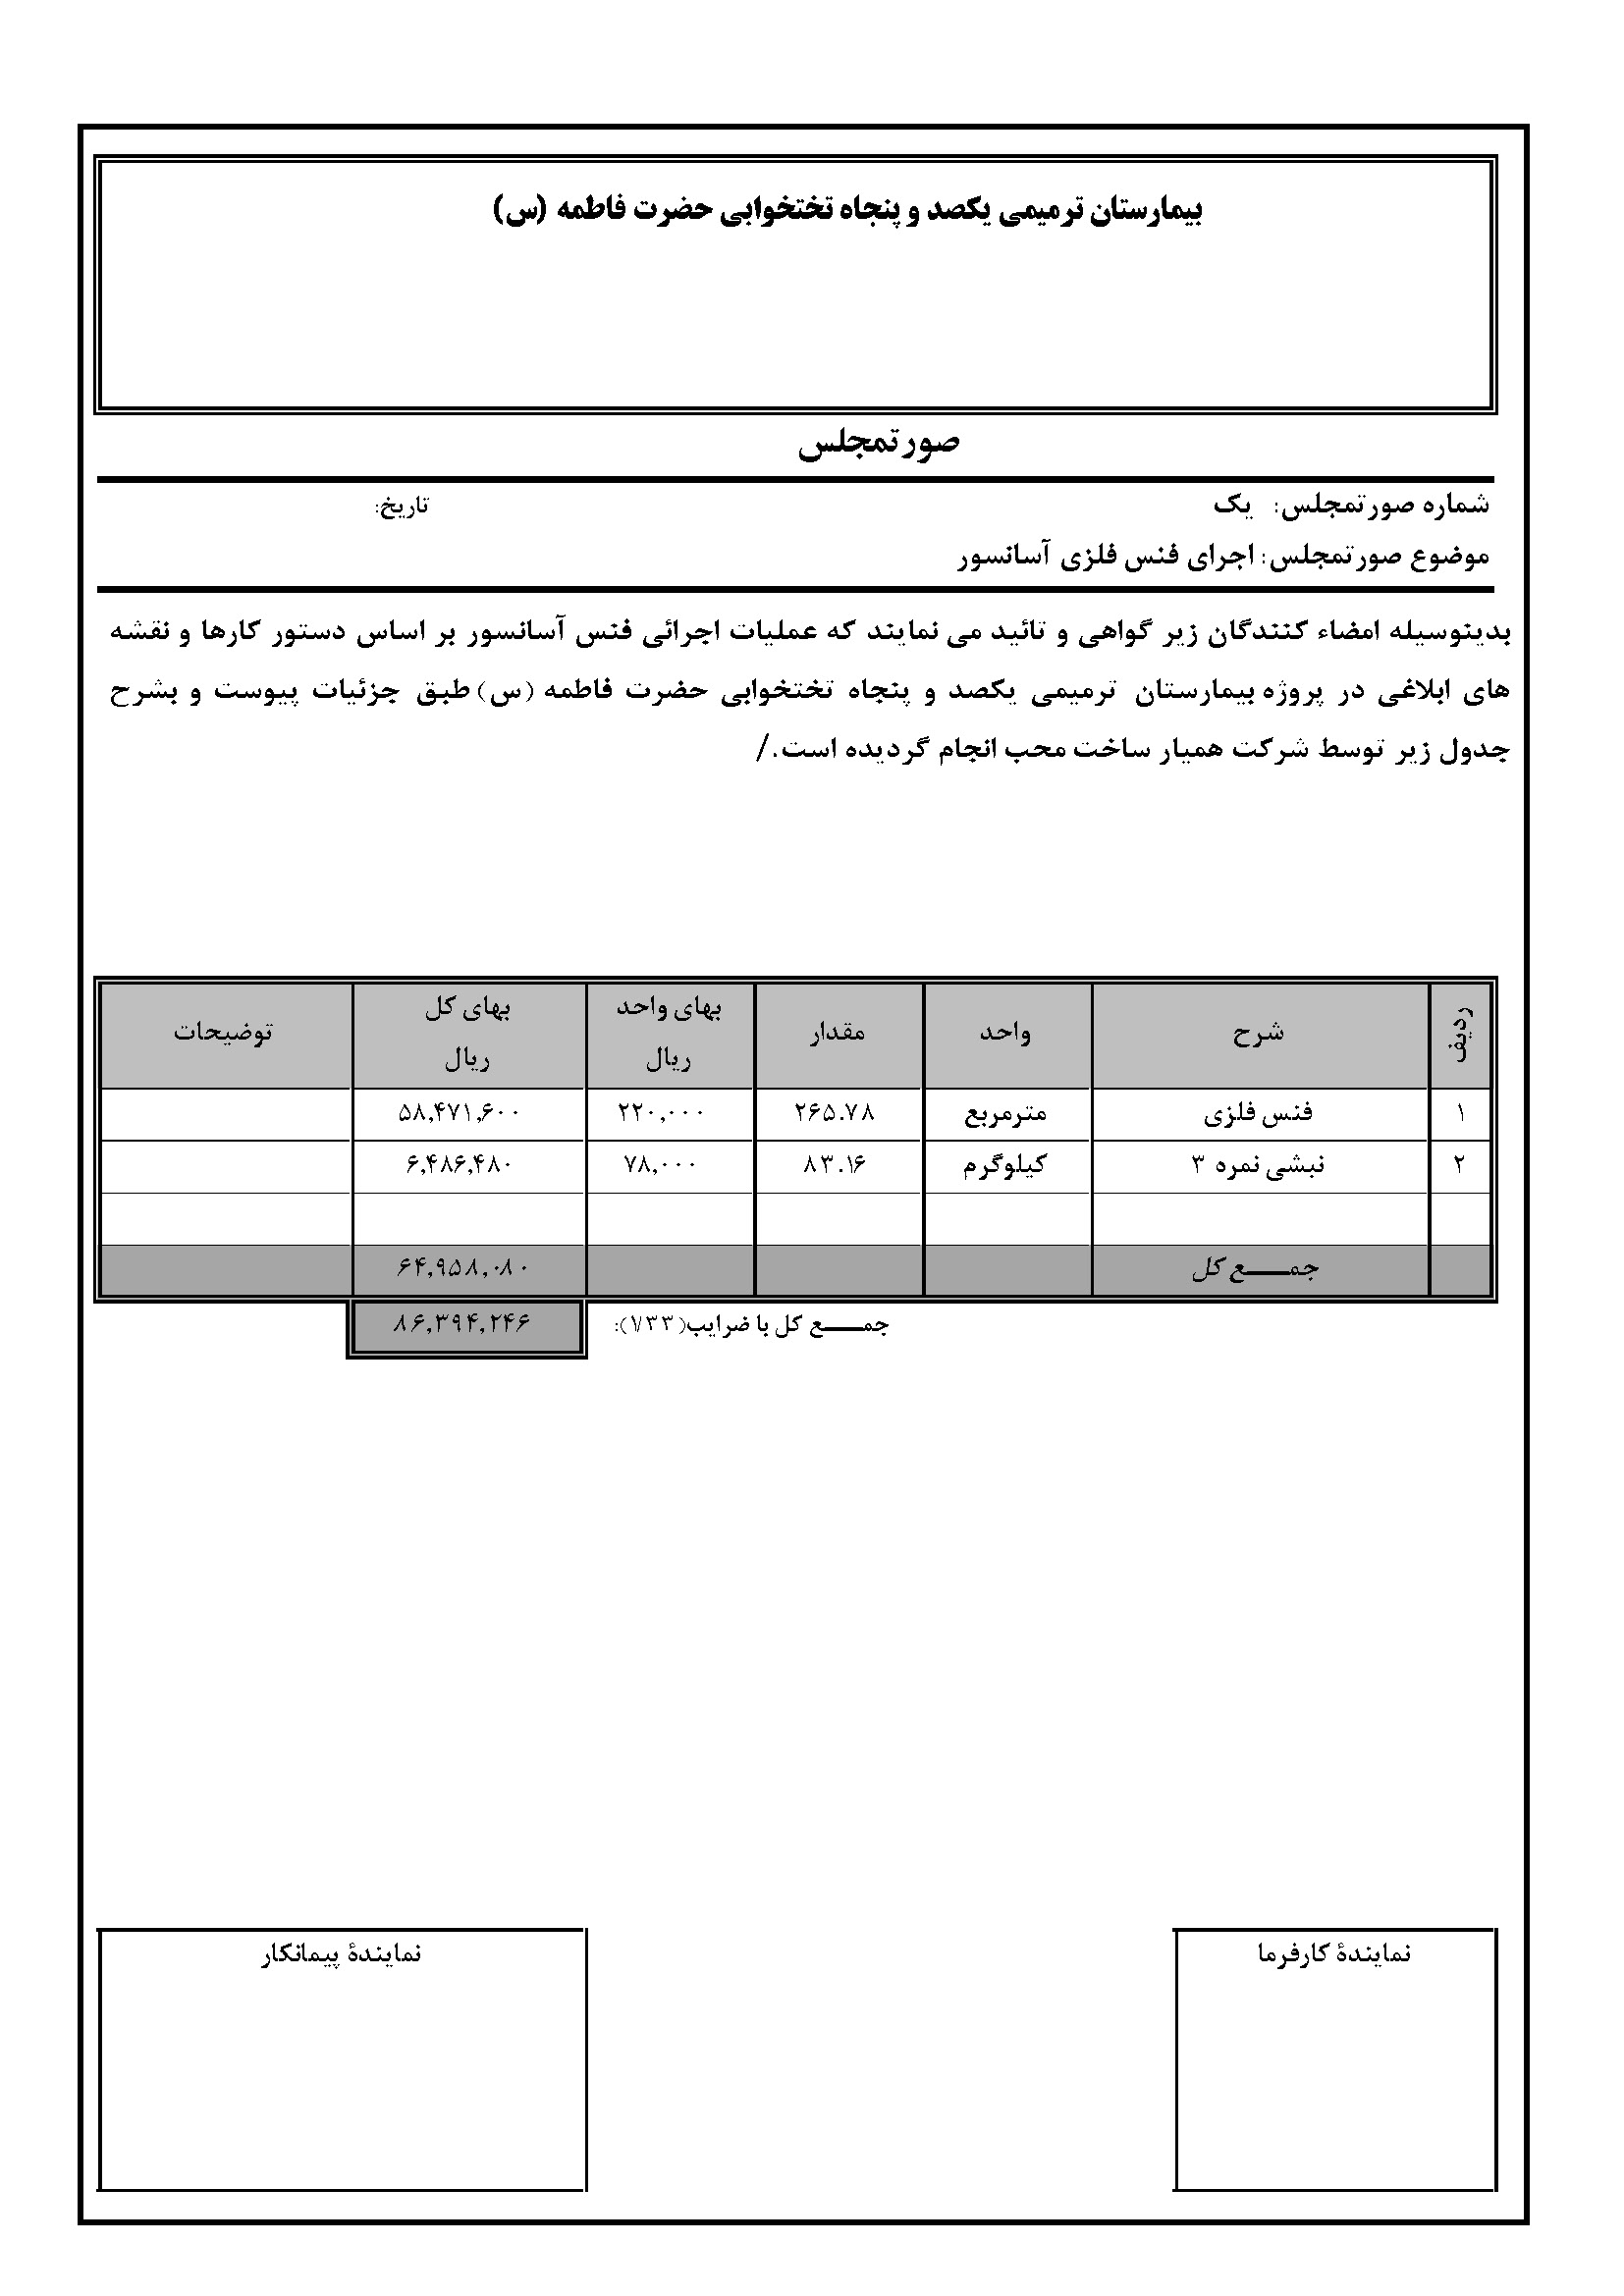 بیمارستان ترمیمی یکصد و پنجاه تختخوابی حضرت فاطمه (س)
صورتمجلس
شماره صورتمجلس: یک تاریخ:
موضوع صورتمجلس: اجرای فنس فلزی آسانسور
بدینوسیله امضاء کنندگان زیر گواهی و تائید می نمایند که عملیات اجرائی فنس آسانسور بر اساس دستور کارها و نقشه
های ابلاغی در پروژه بیمارستان ترمیمی یکصد و پنجاه تختخوابی حضرت فاطمه (س) طبق جزئیات پیوست و بشرح
جدول زیر توسط شرکت همیار ساخت محب انجام گردیده است./
ردیف شرح واحد مقدار بهای واحد ریال بهای کل ریال توضیحات
۱ فنس فلزی مترمربع ۲۶۵.۷۸ ۲۲۰,۰۰۰ ۵۸,۴۷۱,۶۰۰
۲ نبشی نمره ۳ کیلوگرم ۸۳.۱۶ ۷۸,۰۰۰ ۶,۴۸۶,۴۸۰
جمـــــع کل ۶۴,۹۵۸,۰۸۰
جمـــــع کل با ضرایب(۱/۳۳): ۸۶,۳۹۴,۲۴۶
نمایندۀ کارفرما نمایندۀ پیمانکار